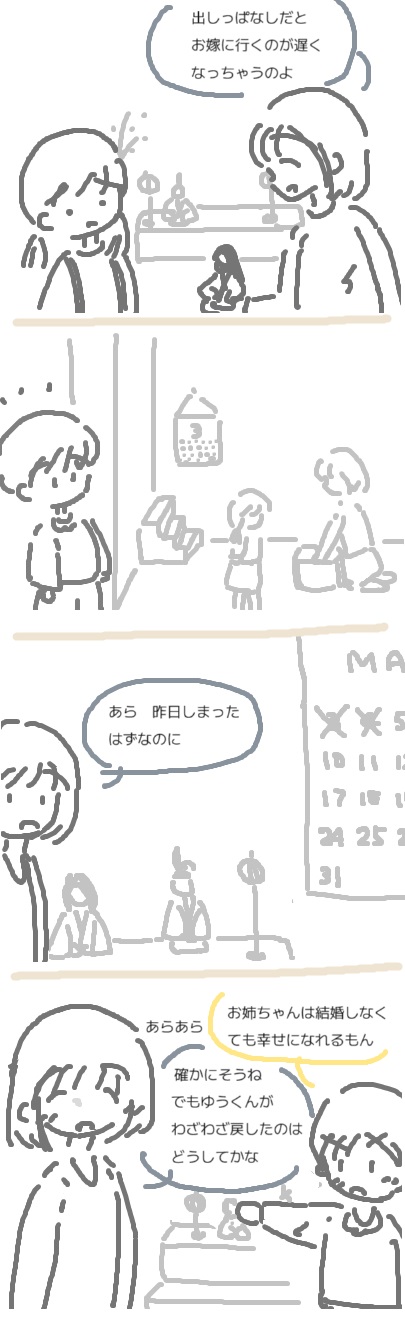 出しっぱなしだと
お嫁に行くのが遅く
なっちゃうのよ
3
あら　昨日しまった
はずなのに
MA
5
10 11 1
17 18 1
24 25 2
31
お姉ちゃんは結婚しなく
ても幸せになれるもん
あらあら
確かにそうね
でもゆうくんが
わざわざ戻したのは
どうしてかな